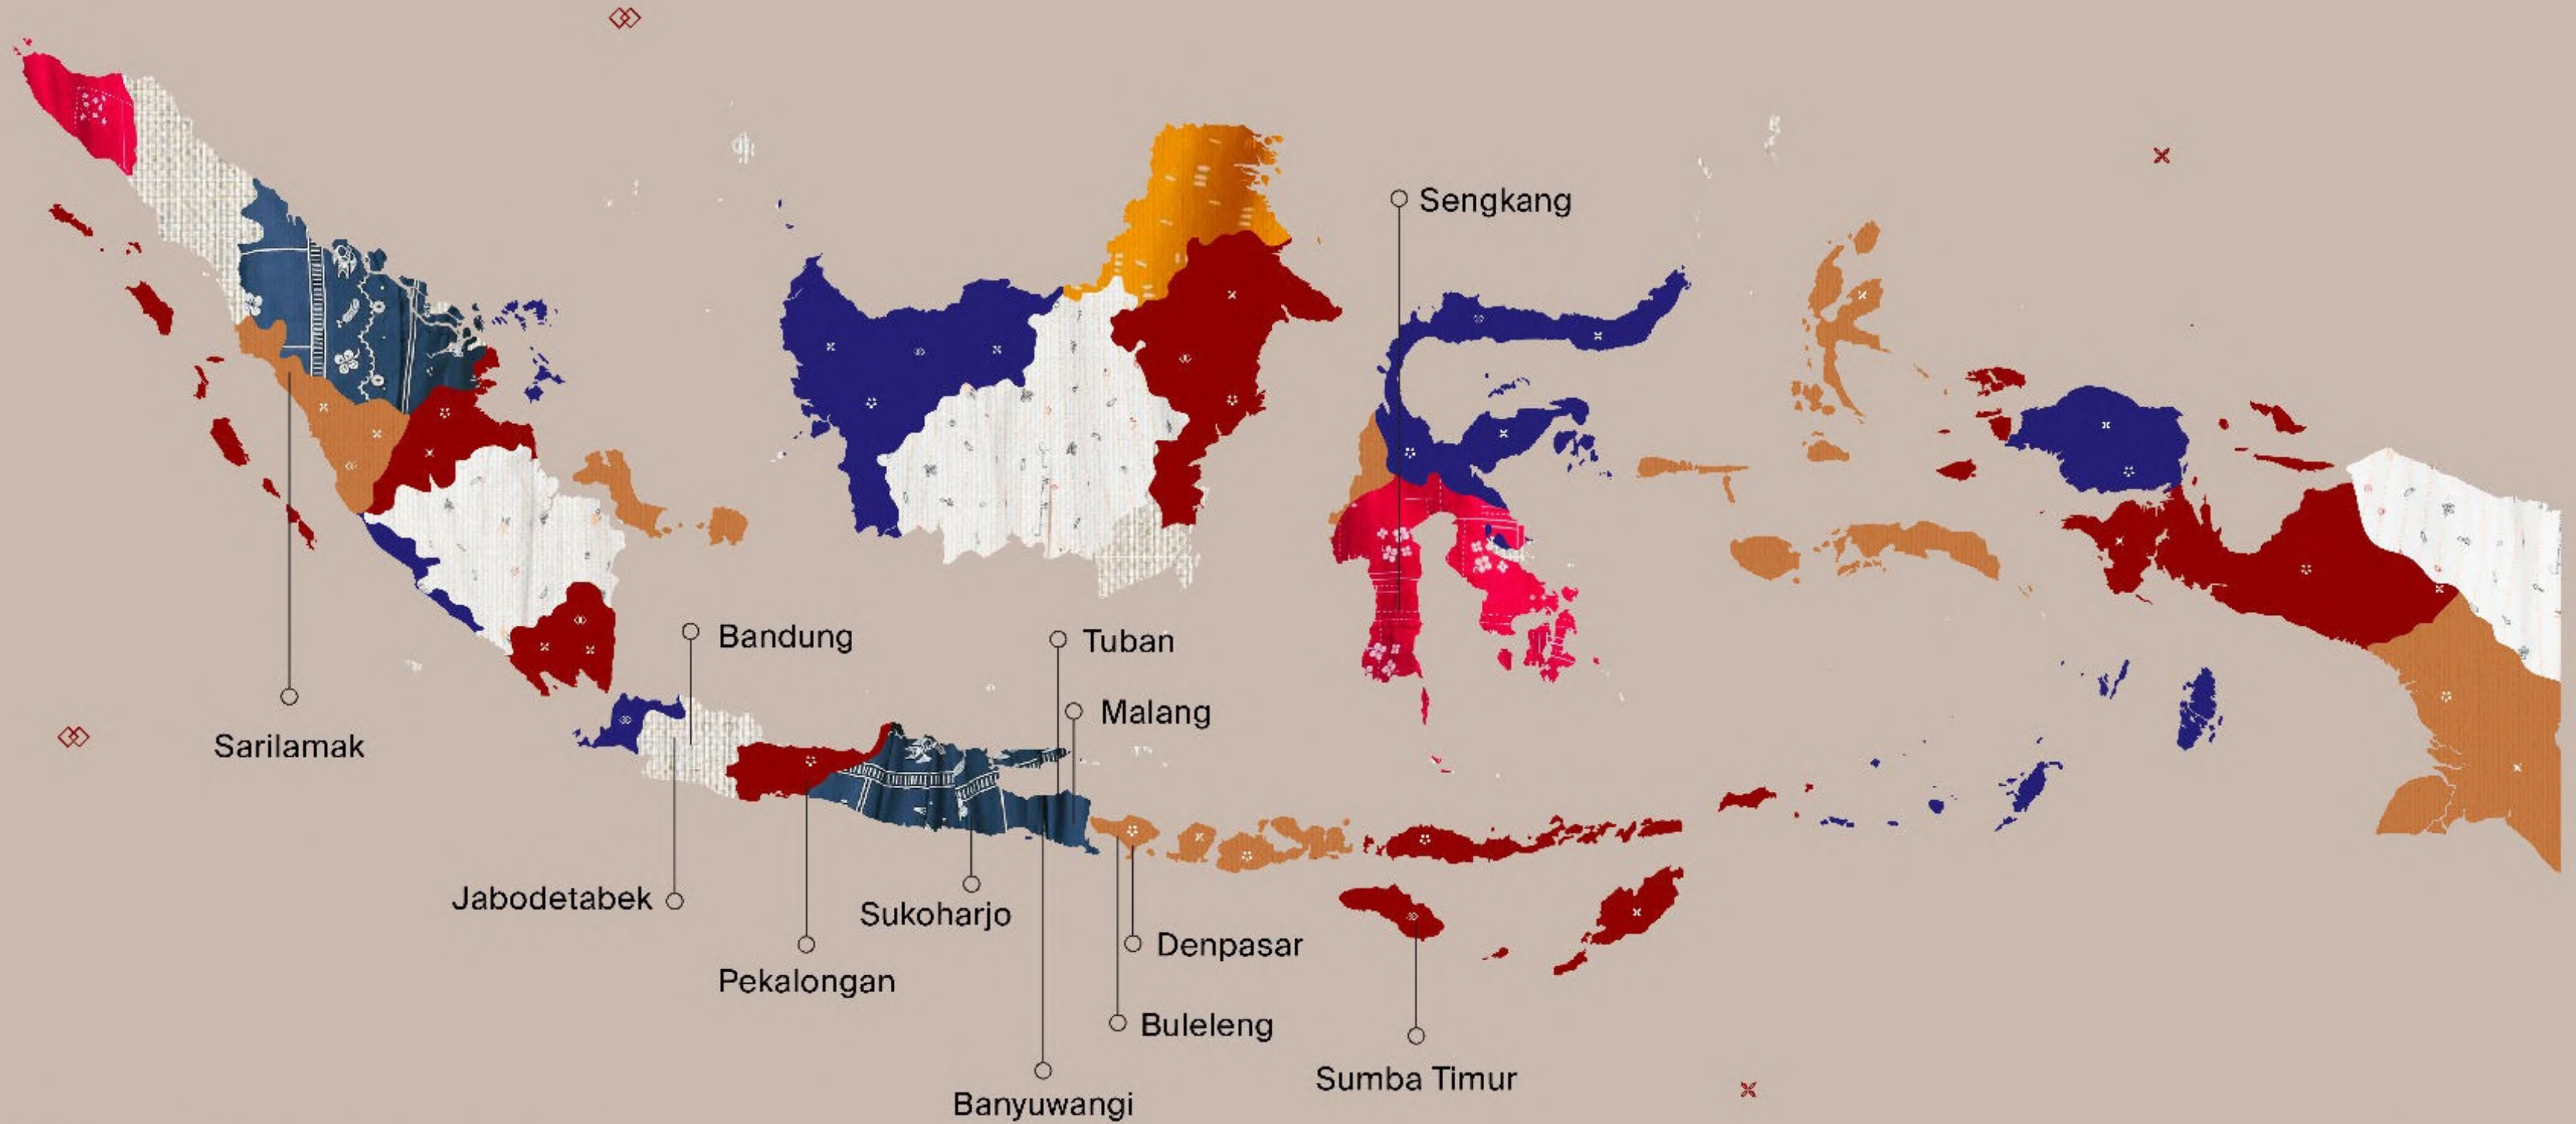 Sengkang
Bandung
Tuban
Malang
Sarilamak
Jabodetabek
Sukoharjo
Denpasar
Pekalongan
Buleleng
Sumba Timur
Banyuwangi